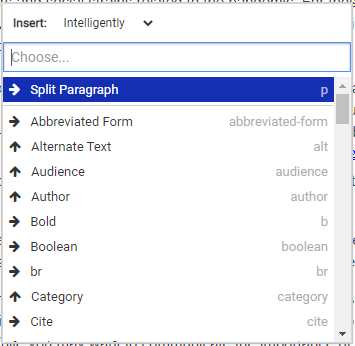 Insert: Intelligently
Choose...
Split Paragraph p
Abbreviated Form abbreviated-form
Alternate Text alt
Audience audience
Author author
Bold b
Boolean boolean
br br
Category category
Cite cite